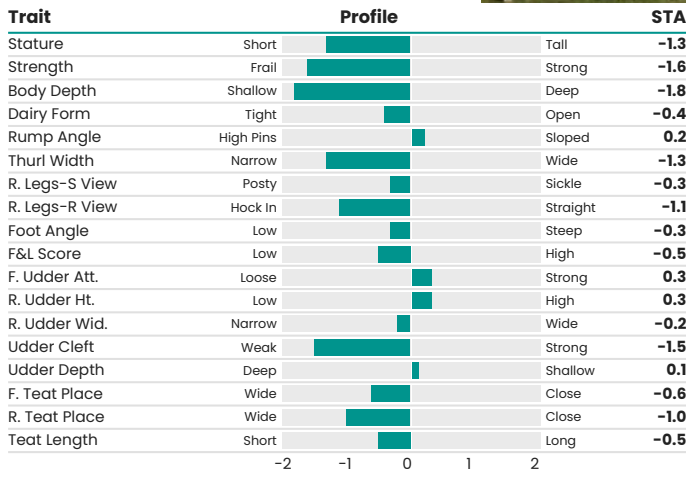 Trait Profile STA
Stature Short Tall -1.3
Strength Frail Strong -1.6
Body Depth Shallow Deep -1.8
Dairy Form Tight Open -0.4
Rump Angle High Pins Sloped 0.2
Thurl Width Narrow Wide -1.3
R. Legs-S View Posty Sickle -0.3
R. Legs-R View Hock In Straight -1.1
Foot Angle Low Steep -0.3
F&L Score Low High -0.5
F. Udder Att. Loose Strong 0.3
R. Udder Ht. Low High 0.3
R. Udder Wid. Narrow Wide -0.2
Udder Cleft Weak Strong -1.5
Udder Depth Deep Shallow 0.1
F. Teat Place Wide Close -0.6
R. Teat Place Wide Close -1.0
Teat Length Short Long -0.5
-2 -1 0 1 2